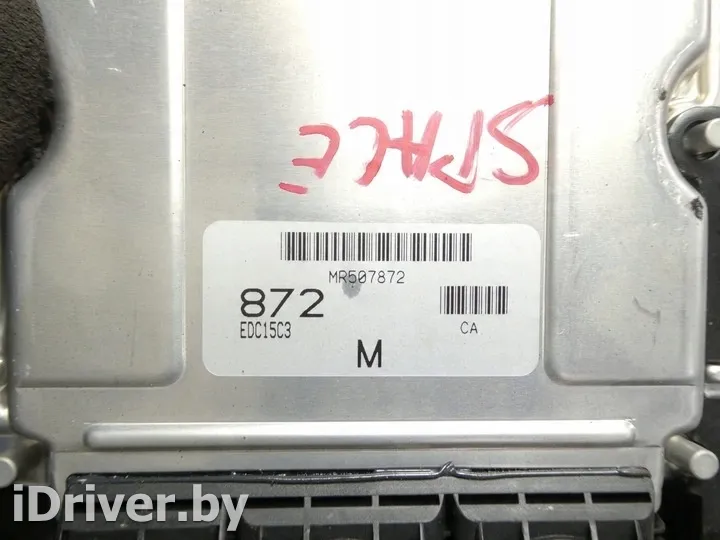 SPACE
MR507872
872
EDC15C3
CA
M
iDriver.by